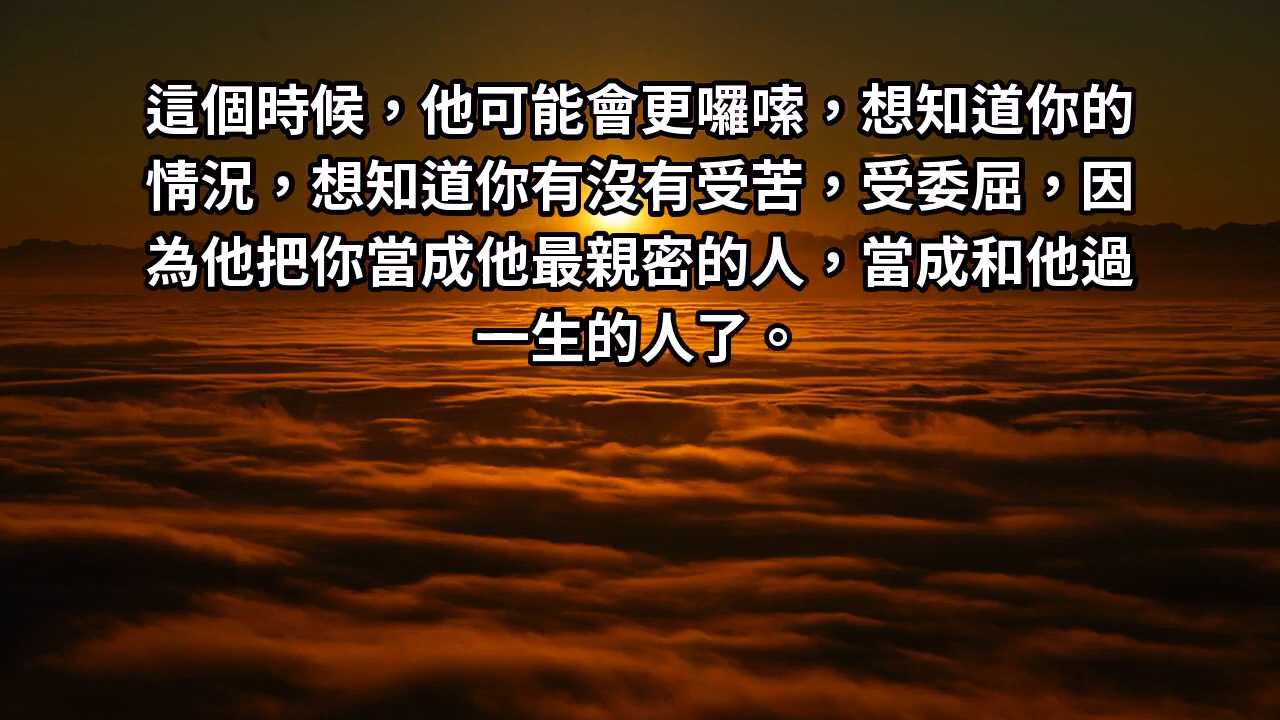 這個時候，他可能會更囉嗦，想知道你的
情況，想知道你有沒有受苦，受委屈，因
為他把你當成他最親密的人，當成和他過
一生的人了。